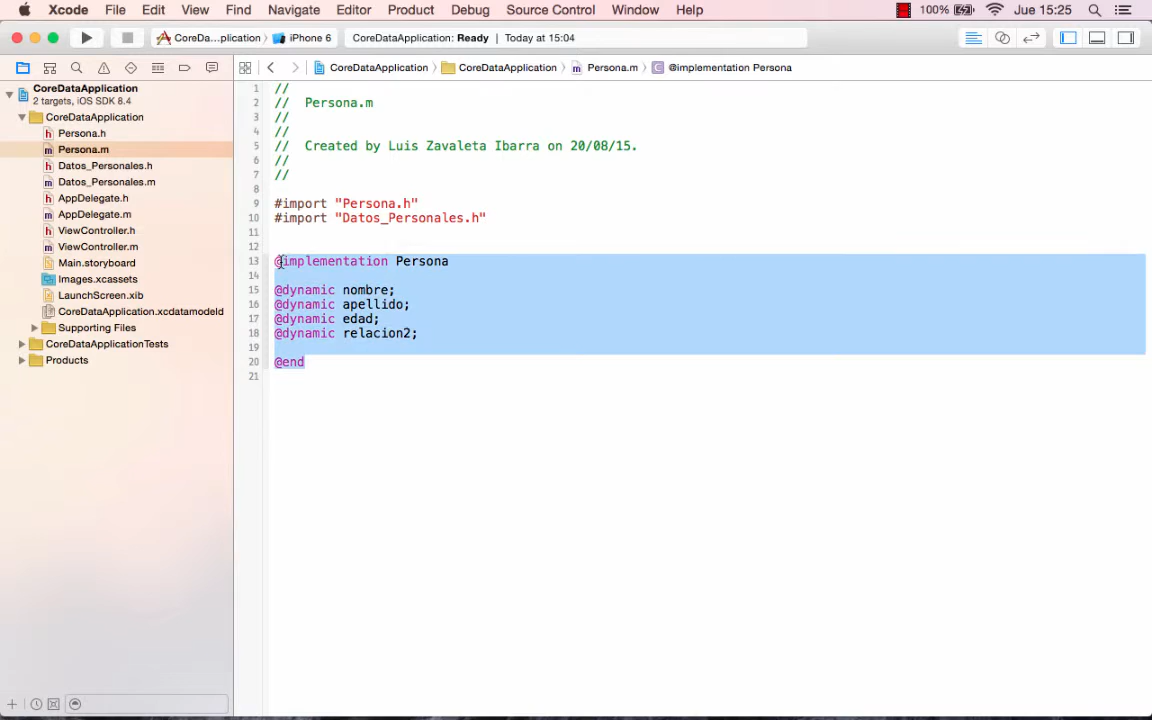 Xcode File Edit View Find Navigate Editor Product Debug Source Control Window Help 100% Jue 15:25
CoreDa...plication iPhone 6 CoreDataApplication: Ready Today at 15:04
CoreDataApplication CoreDataApplication Persona.m @implementation Persona
CoreDataApplication
2 targets, iOS SDK 8.4
CoreDataApplication
Persona.h
Persona.m
Datos_Personales.h
Datos_Personales.m
AppDelegate.h
AppDelegate.m
ViewController.h
ViewController.m
Main.storyboard
Images.xcassets
LaunchScreen.xib
CoreDataApplication.xcdatamodeld
Supporting Files
CoreDataApplicationTests
Products
1 //
2 // Persona.m
3 //
4 //
5 // Created by Luis Zavaleta Ibarra on 20/08/15.
6 //
7 //
8
9 #import "Persona.h"
10 #import "Datos_Personales.h"
11
12
13 @implementation Persona
14
15 @dynamic nombre;
16 @dynamic apellido;
17 @dynamic edad;
18 @dynamic relacion2;
19
20 @end
21